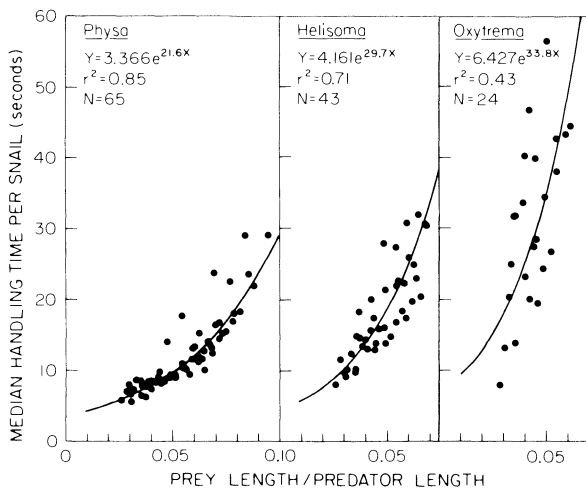 MEDIAN HANDLING TIME PER SNAIL (seconds)
60
50
40
30
20
10
0
Physa
Y=3.366e^21.6X
r²=0.85
N=65
Helisoma
Y=4.161e^29.7X
r²=0.71
N=43
Oxytrema
Y=6.427e^33.8X
r²=0.43
N=24
0
0.05
0.10
0.05
0.05
PREY LENGTH/PREDATOR LENGTH